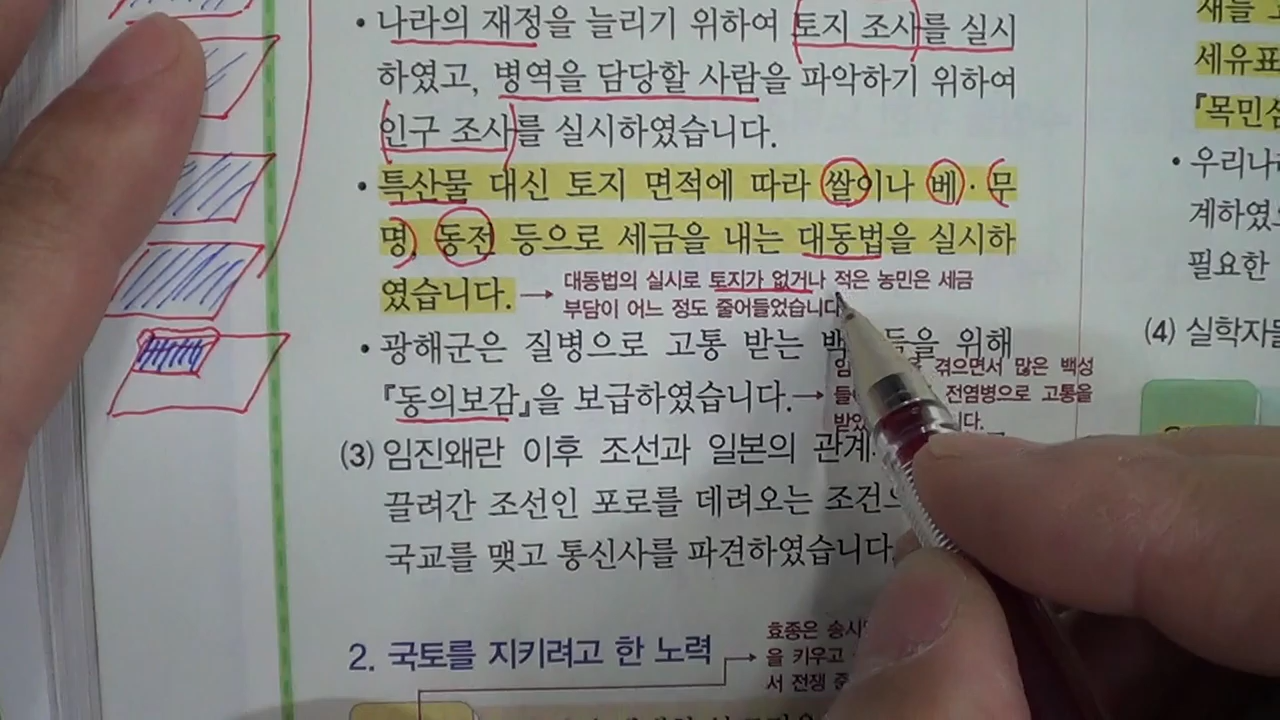 • 나라의 재정을 늘리기 위하여 토지 조사를 실시
하였고, 병역을 담당할 사람을 파악하기 위하여
인구 조사를 실시하였습니다.
• 특산물 대신 토지 면적에 따라 쌀이나 베·무
명, 동전 등으로 세금을 내는 대동법을 실시하
였습니다. → 대동법의 실시로 토지가 없거나 적은 농민은 세금
부담이 어느 정도 줄어들었습니다
• 광해군은 질병으로 고통 받는 위해
『동의보감』을 보급하였습니다. →
겪으면서 많은 백성
전염병으로 고통을
(3) 임진왜란 이후 조선과 일본의 관계
끌려간 조선인 포로를 데려오는
국교를 맺고 통신사를 파견하였습니다.
2. 국토를 지키려고 한 노력
효종은
을 키우고
서 전쟁
세유표
『목민심
• 우리나
계하였
필요한
(4) 실학자들